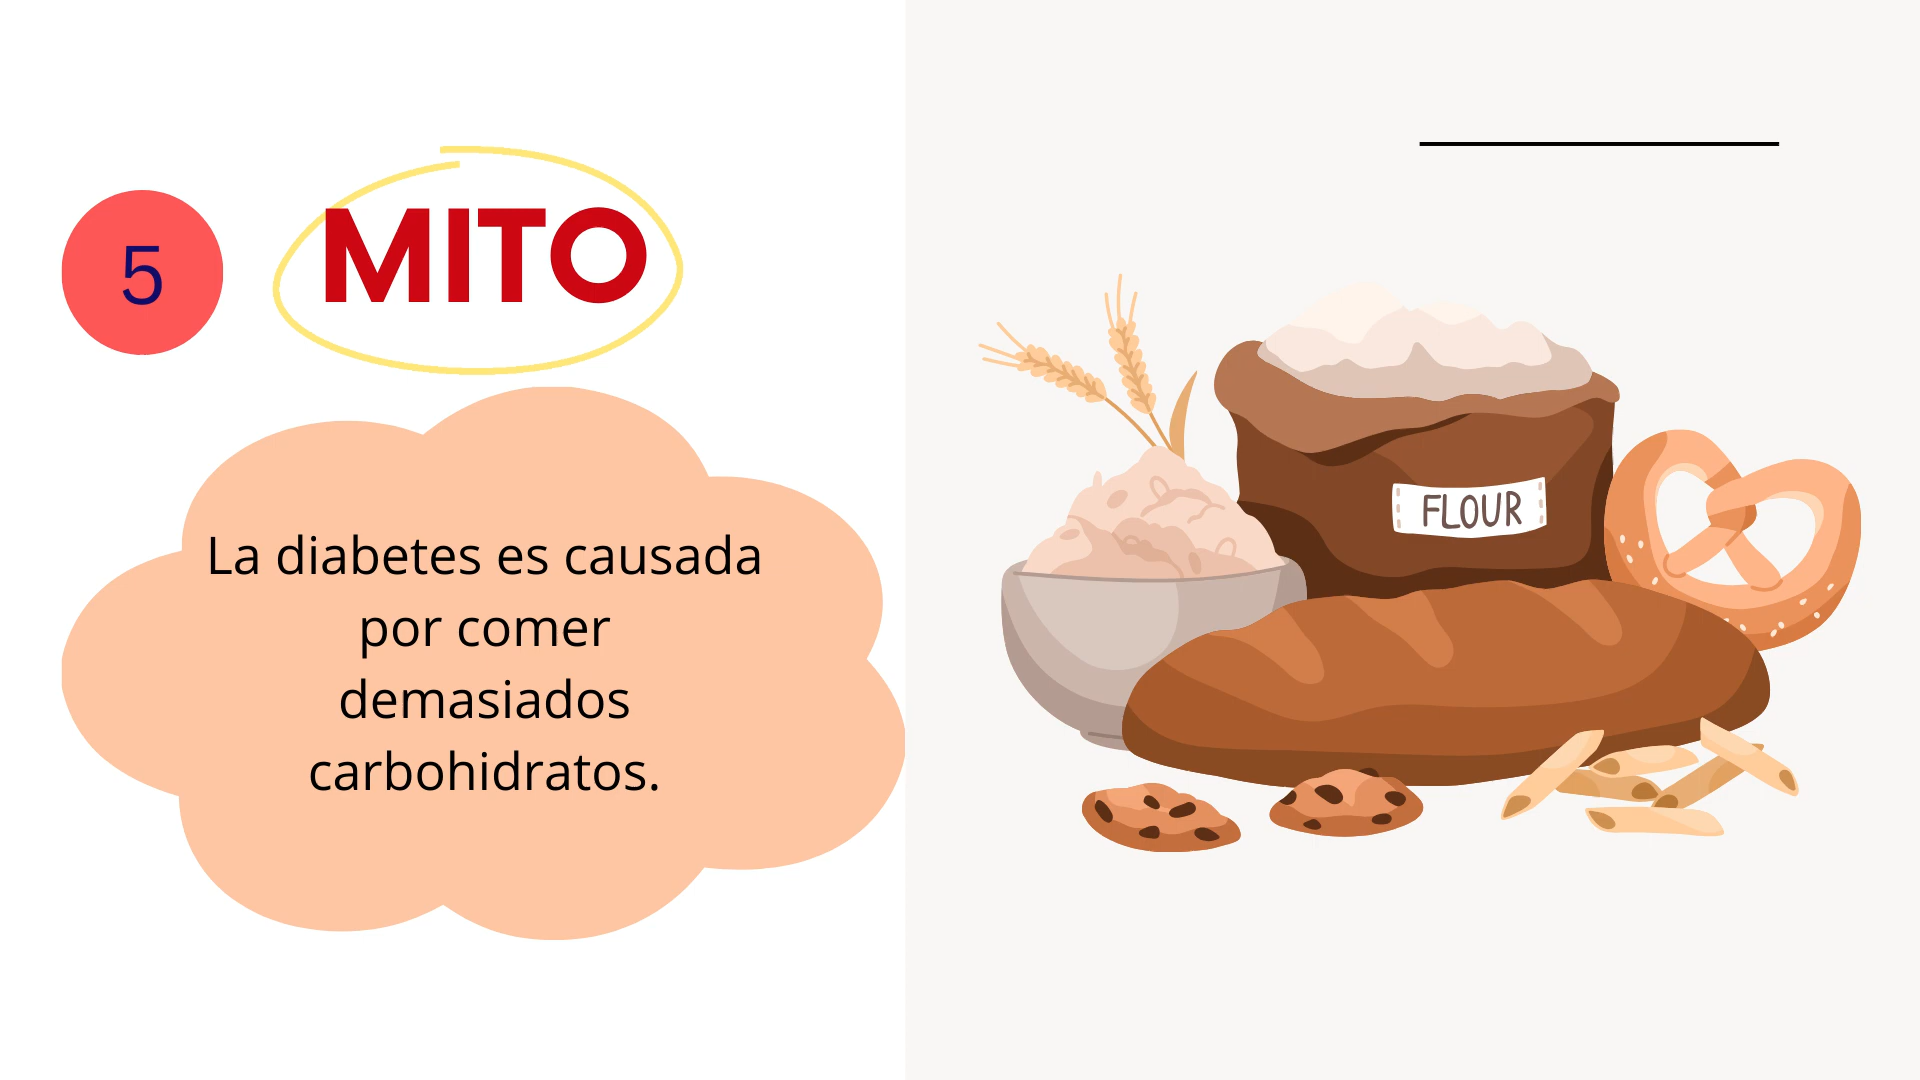 5
MITO
La diabetes es causada
por comer
demasiados
carbohidratos.
FLOUR